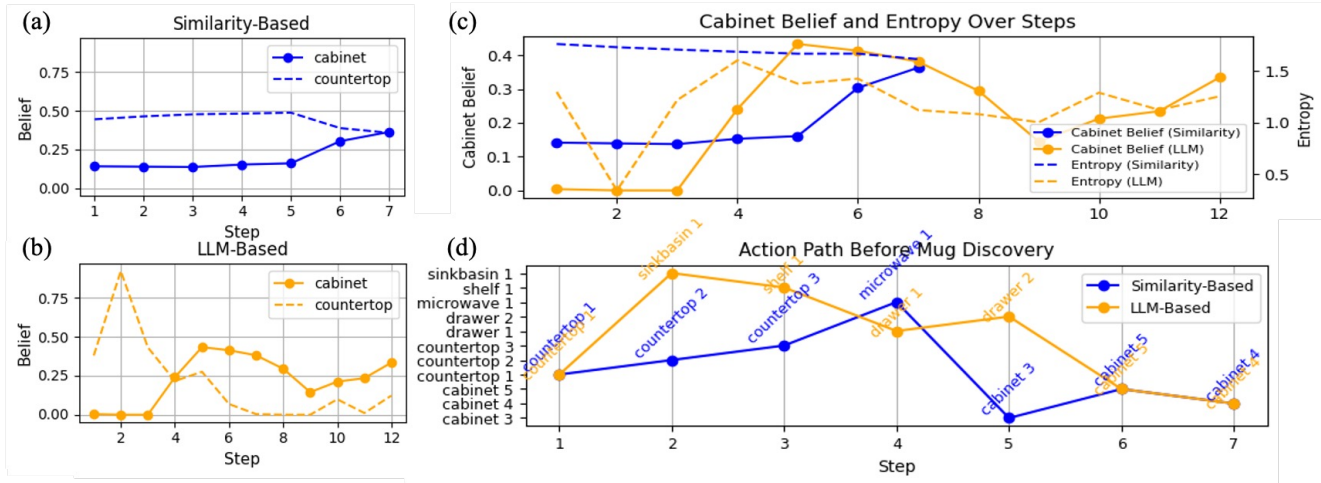 (a)
Similarity-Based
cabinet
countertop
Belief
0.75
0.50
0.25
0.00
1 2 3 4 5 6 7
Step
(b)
LLM-Based
cabinet
countertop
Belief
0.75
0.50
0.25
0.00
2 4 6 8 10 12
Step
(c)
Cabinet Belief and Entropy Over Steps
Cabinet Belief
0.4
0.3
0.2
0.1
0.0
Entropy
1.5
1.0
0.5
Cabinet Belief (Similarity)
Cabinet Belief (LLM)
Entropy (Similarity)
Entropy (LLM)
2 4 6 8 10 12
(d)
Action Path Before Mug Discovery
sinkbasin 1
shelf 1
microwave 1
drawer 2
drawer 1
countertop 3
countertop 2
countertop 1
cabinet 5
cabinet 4
cabinet 3
Similarity-Based
LLM-Based
countertop 1
countertop 1
countertop 2
sinkbasin 1
countertop 3
shelf 1
microwave 1
drawer 1
cabinet 3
drawer 2
cabinet 5
cabinet 5
cabinet 4
cabinet 4
1 2 3 4 5 6 7
Step